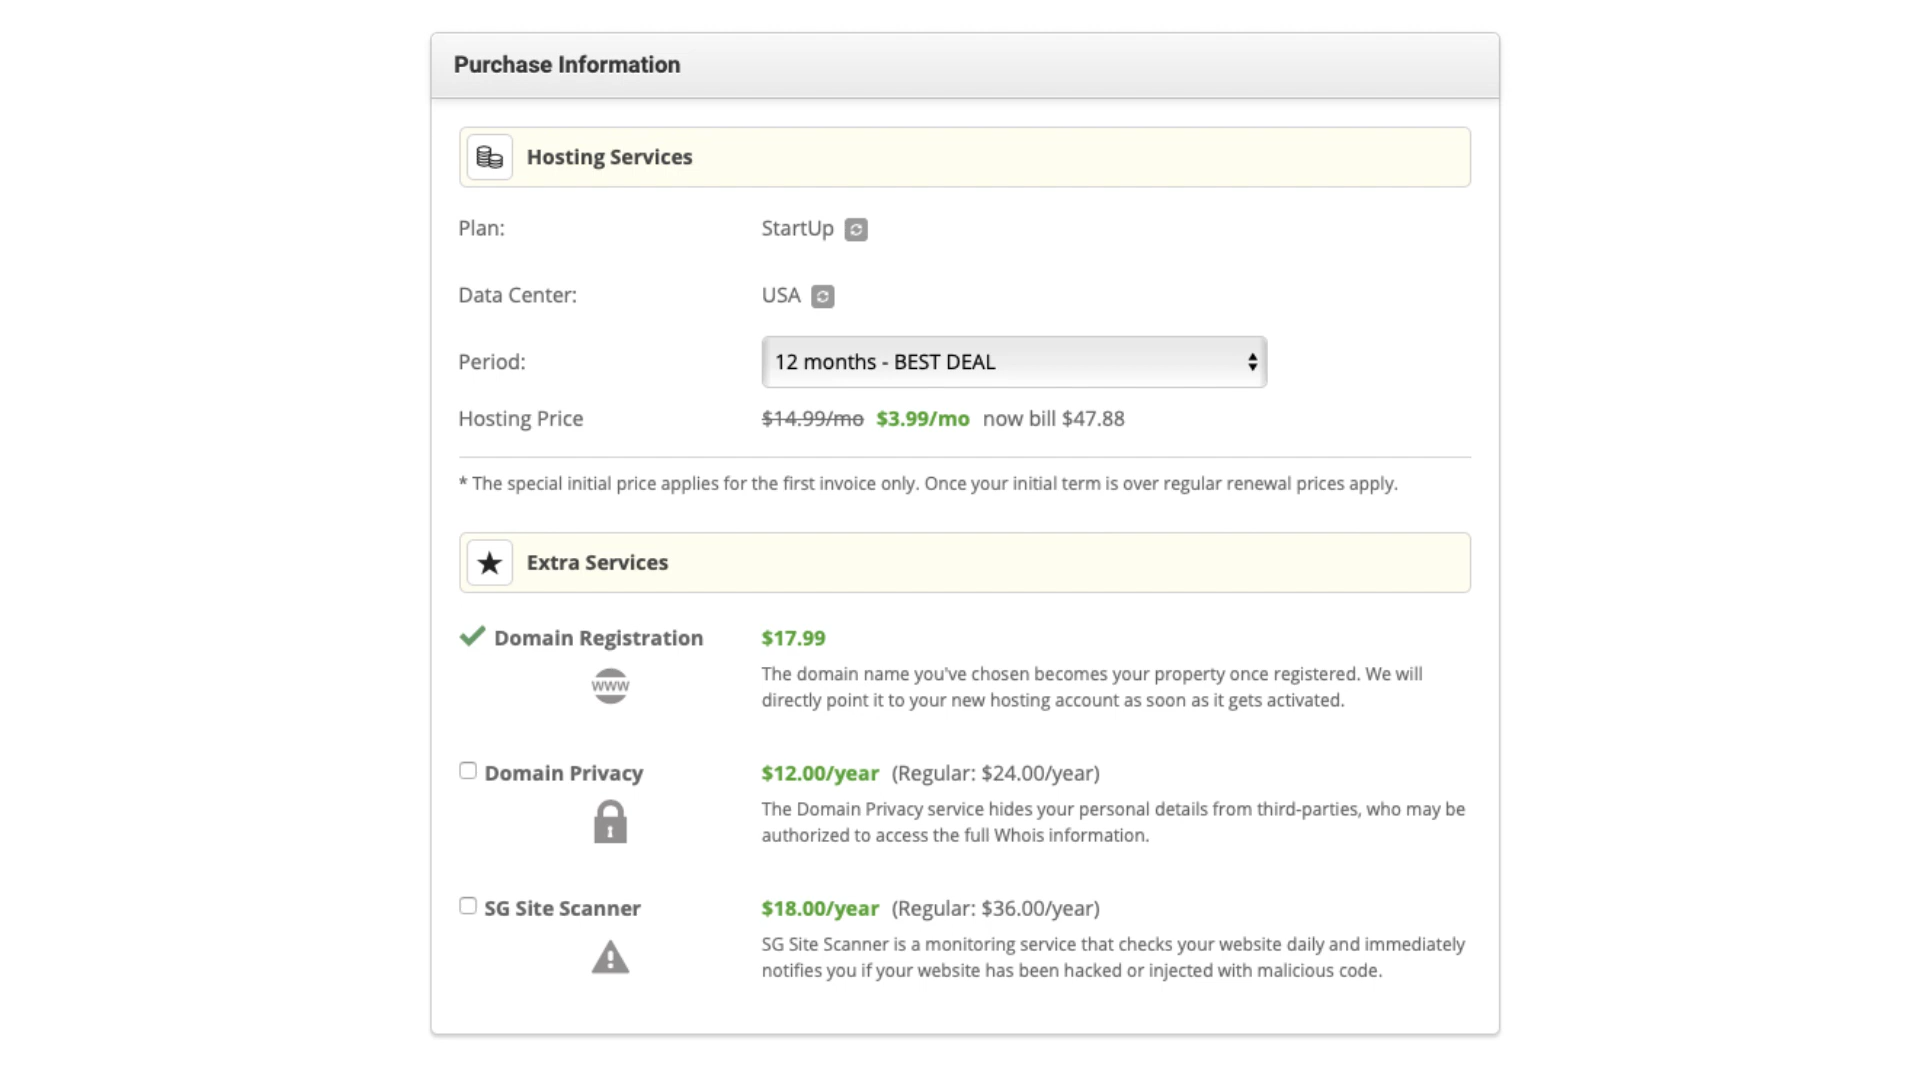 Purchase Information
Hosting Services
Plan: StartUp
Data Center: USA
Period: 12 months - BEST DEAL
Hosting Price $14.99/mo $3.99/mo now bill $47.88
* The special initial price applies for the first invoice only. Once your initial term is over regular renewal prices apply.
Extra Services
Domain Registration $17.99
www
The domain name you've chosen becomes your property once registered. We will
directly point it to your new hosting account as soon as it gets activated.
Domain Privacy $12.00/year (Regular: $24.00/year)
The Domain Privacy service hides your personal details from third-parties, who may be
authorized to access the full Whois information.
SG Site Scanner $18.00/year (Regular: $36.00/year)
SG Site Scanner is a monitoring service that checks your website daily and immediately
notifies you if your website has been hacked or injected with malicious code.